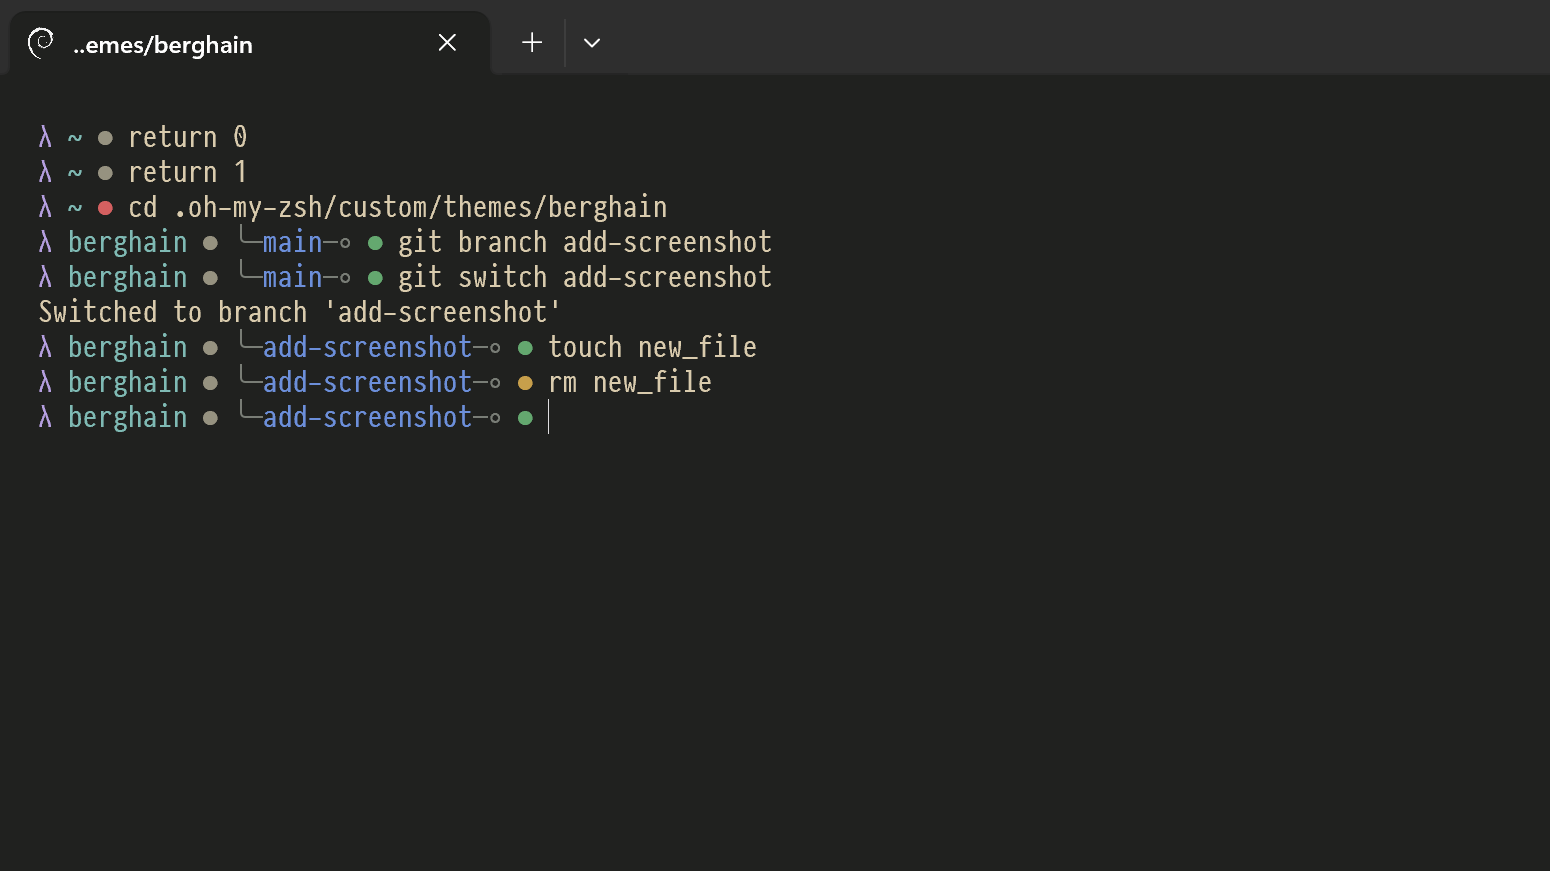 ..emes/berghain
λ ~ ● return 0
λ ~ ● return 1
λ ~ ● cd .oh-my-zsh/custom/themes/berghain
λ berghain ● ╰─main─∘ ● git branch add-screenshot
λ berghain ● ╰─main─∘ ● git switch add-screenshot
Switched to branch 'add-screenshot'
λ berghain ● ╰─add-screenshot─∘ ● touch new_file
λ berghain ● ╰─add-screenshot─∘ ● rm new_file
λ berghain ● ╰─add-screenshot─∘ ●